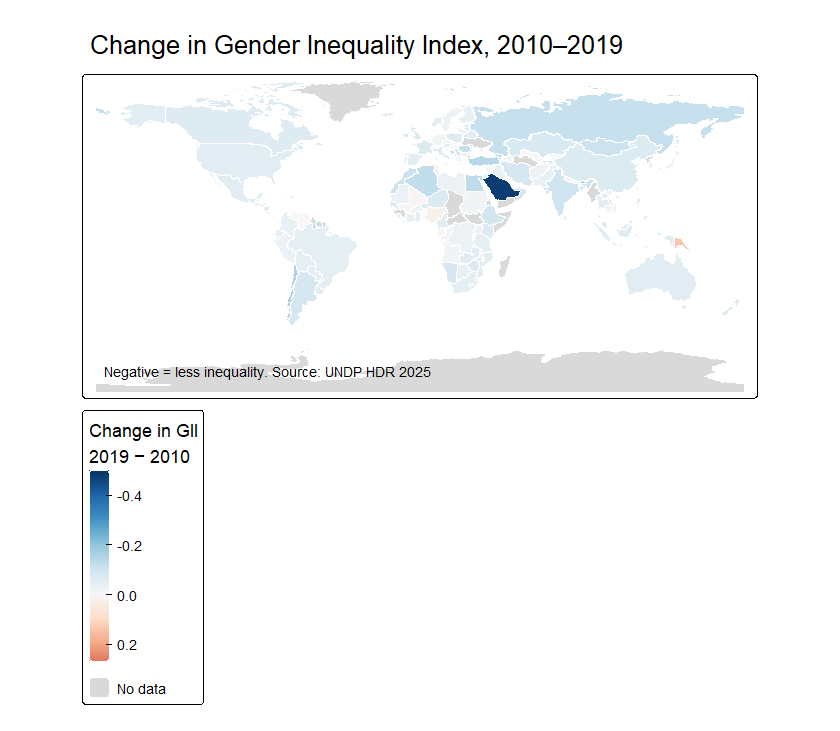 Change in Gender Inequality Index, 2010–2019
Negative = less inequality. Source: UNDP HDR 2025
Change in GII
2019 − 2010
-0.4
-0.2
0.0
0.2
No data